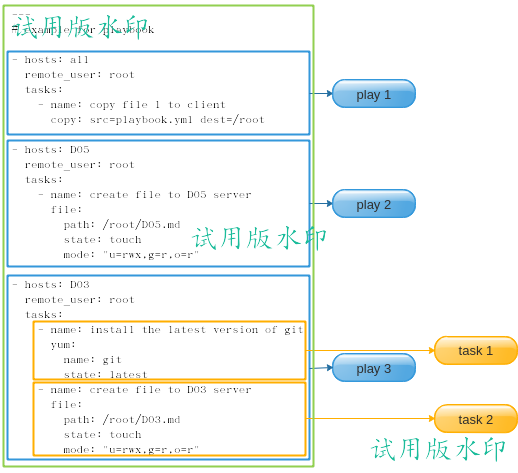 ---
试用版水印
# example for playbook
- hosts: all
remote_user: root
tasks:
- name: copy file 1 to client
copy: src=playbook.yml dest=/root
play 1
- hosts: D05
remote_user: root
tasks:
- name: create file to D05 server
file:
path: /root/D05.md
state: touch
mode: "u=rwx,g=r,o=r"
play 2
试用版水印
- hosts: D03
remote_user: root
tasks:
- name: install the latest version of git
yum:
name: git
state: latest
task 1
play 3
- name: create file to D03 server
file:
path: /root/D03.md
state: touch
mode: "u=rwx,g=r,o=r"
task 2
试用版水印